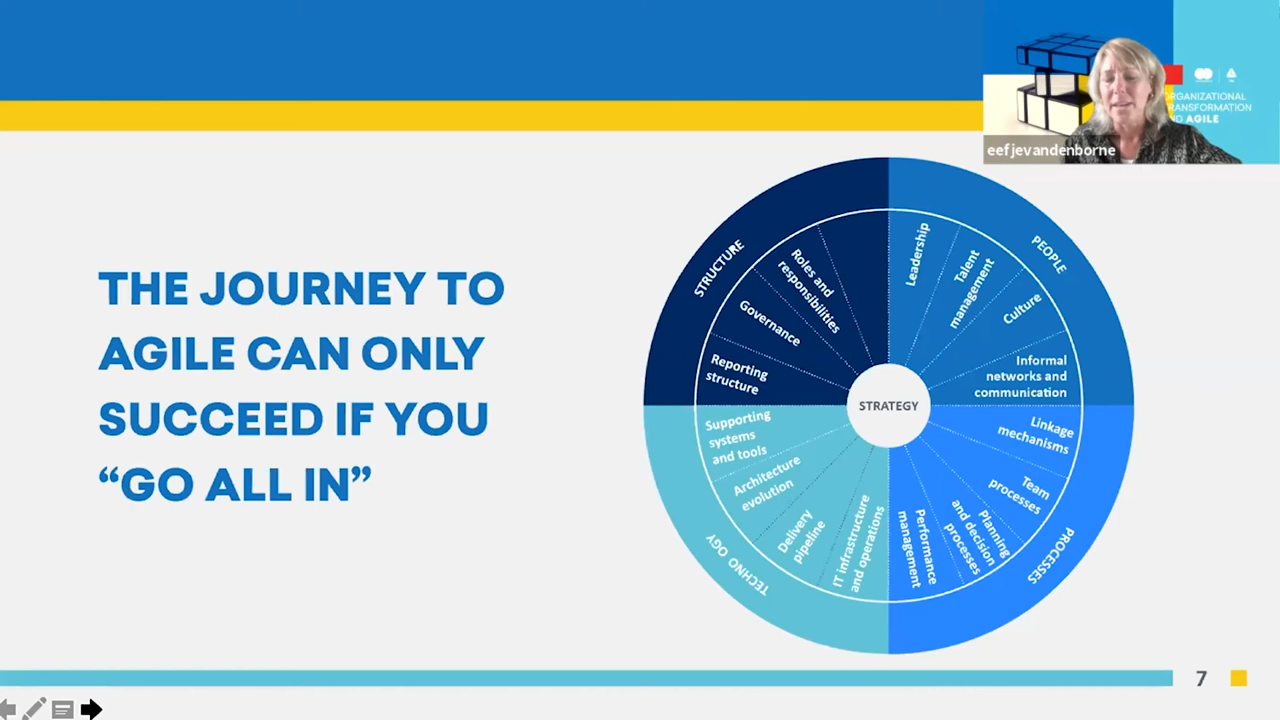 ORGANIZATIONAL
TRANSFORMATION
AND AGILE
eefjevandenborne
THE JOURNEY TO
AGILE CAN ONLY
SUCCEED IF YOU
“GO ALL IN”
STRUCTURE
Roles and
responsibilities
Governance
Reporting
structure
PEOPLE
Leadership
Talent
management
Culture
Informal
networks and
communication
STRATEGY
Supporting
systems
and tools
Architecture
evolution
Delivery
pipeline
IT infrastructure
and operations
TECHNO OGY
Linkage
mechanisms
Team
processes
Planning
and decision
processes
Performance
management
PROCESSES
7